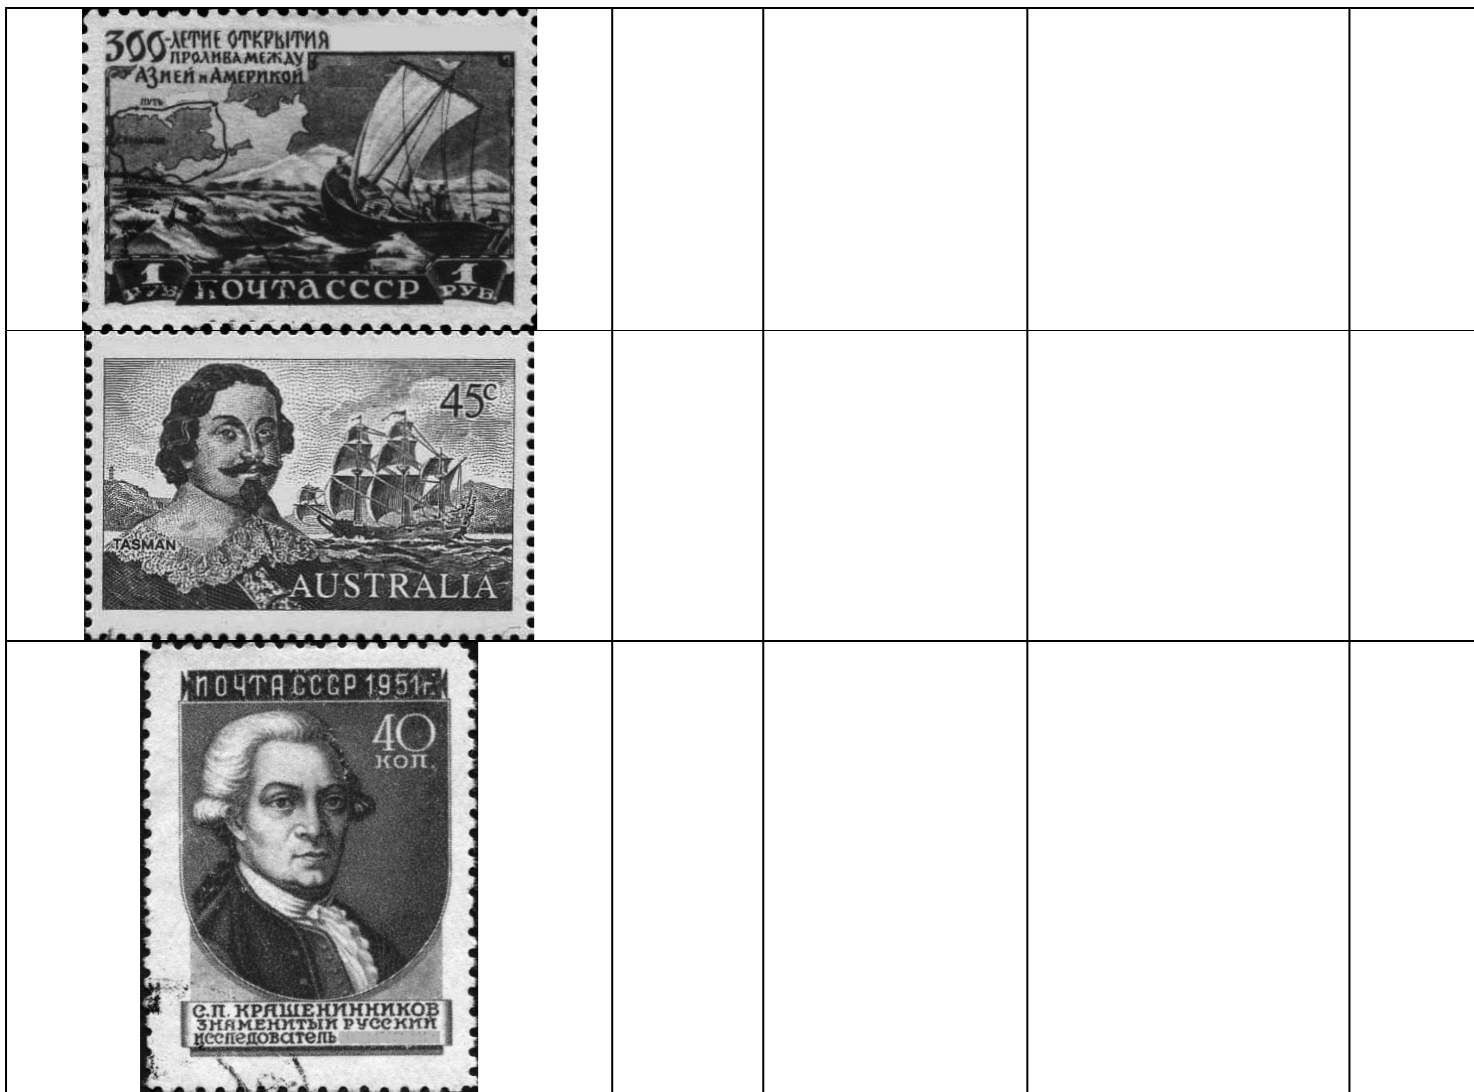 300-ЛЕТИЕ ОТКРЫТИЯ
ПРОЛИВА МЕЖДУ
АЗИЕЙ и АМЕРИКОЙ
ПУТЬ
1 РУБ. ПОЧТА СССР 1 РУБ.
45c
TASMAN
AUSTRALIA
ПОЧТА СССР 1951г.
40
КОП.
С.П. КРАШЕНИННИКОВ
ЗНАМЕНИТЫЙ РУССКИЙ
ИССЛЕДОВАТЕЛЬ